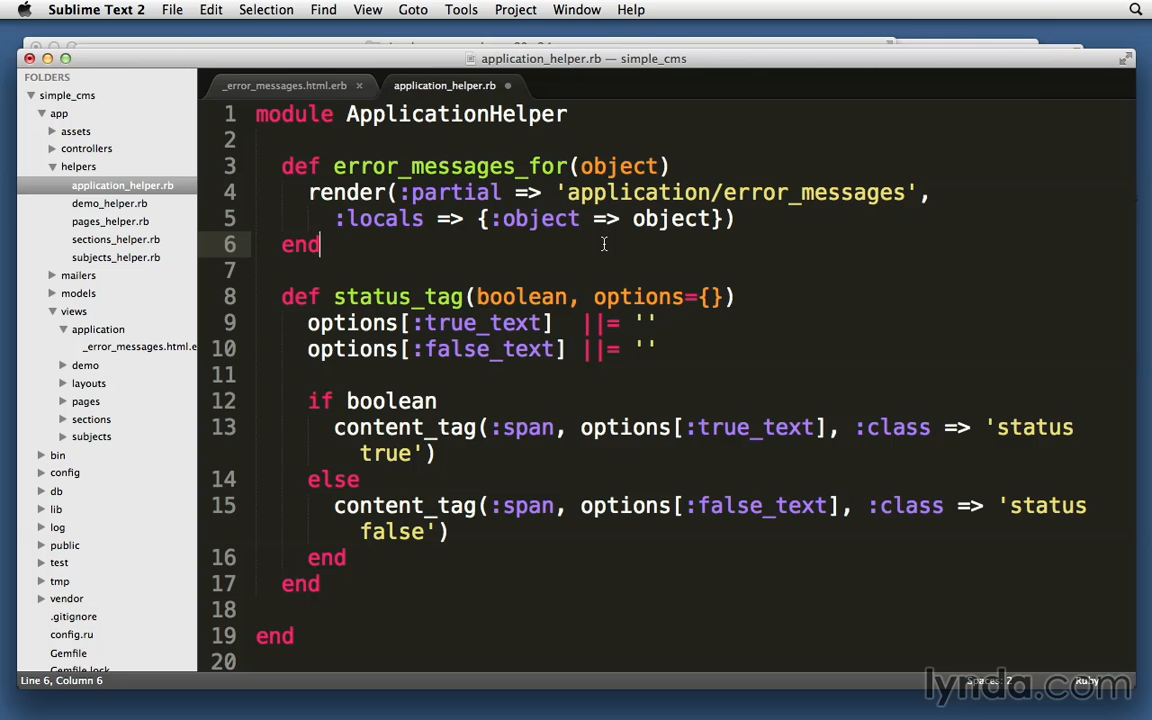 Sublime Text 2 File Edit Selection Find View Goto Tools Project Window Help
application_helper.rb — simple_cms
FOLDERS
simple_cms
app
assets
controllers
helpers
application_helper.rb
demo_helper.rb
pages_helper.rb
sections_helper.rb
subjects_helper.rb
mailers
models
views
application
_error_messages.html.e
demo
layouts
pages
sections
subjects
bin
config
db
lib
log
public
test
tmp
vendor
.gitignore
config.ru
Gemfile
Gemfile.lock
_error_messages.html.erb × application_helper.rb
1 module ApplicationHelper
2
3 def error_messages_for(object)
4 render(:partial => 'application/error_messages',
5 :locals => {:object => object})
6 end
7
8 def status_tag(boolean, options={})
9 options[:true_text] ||= ''
10 options[:false_text] ||= ''
11
12 if boolean
13 content_tag(:span, options[:true_text], :class => 'status
true')
14 else
15 content_tag(:span, options[:false_text], :class => 'status
false')
16 end
17 end
18
19 end
20
Line 6, Column 6 Spaces: 2 Ruby
lynda.com